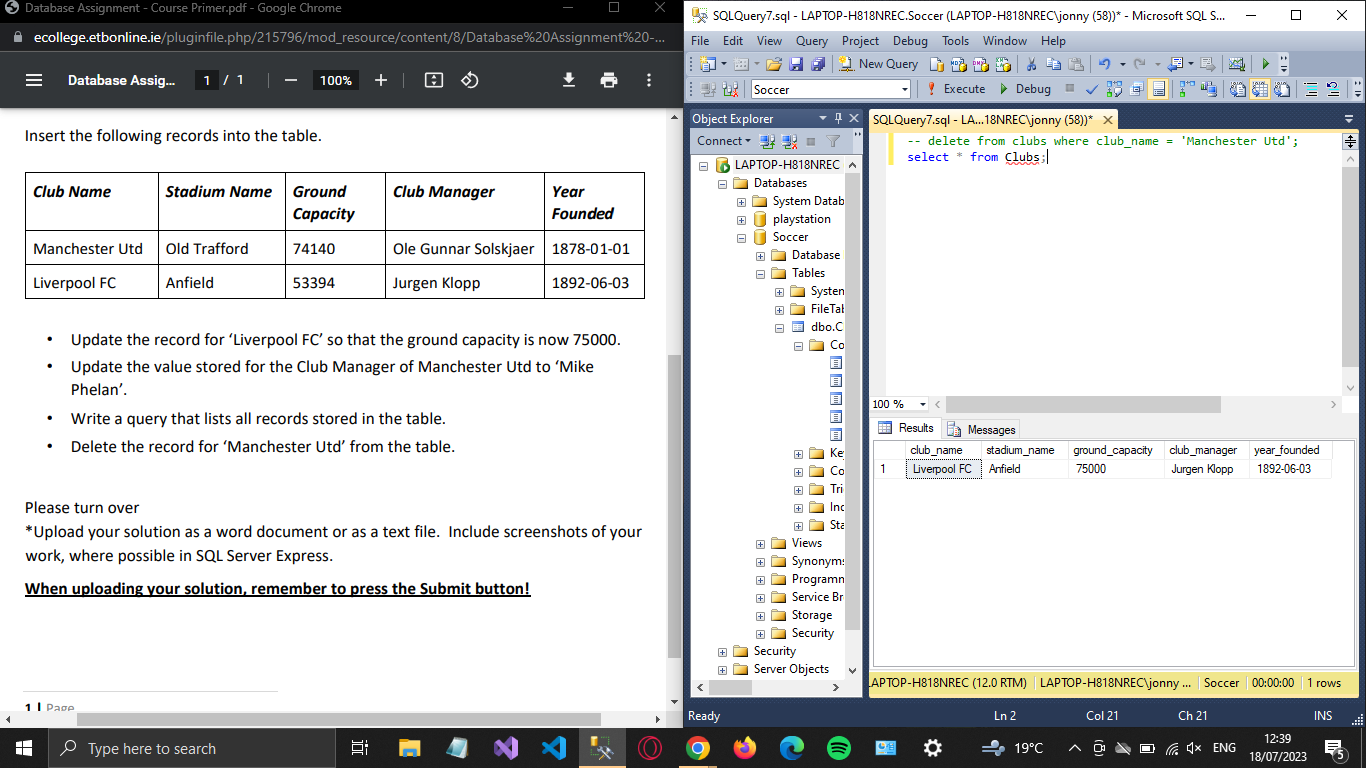 Database Assignment - Course Primer.pdf - Google Chrome
ecollege.etbonline.ie/pluginfile.php/215796/mod_resource/content/8/Database%20Assignment%20-...
Database Assig...
1 / 1
100%
Insert the following records into the table.
Club Name Stadium Name Ground Capacity Club Manager Year Founded
Manchester Utd Old Trafford 74140 Ole Gunnar Solskjaer 1878-01-01
Liverpool FC Anfield 53394 Jurgen Klopp 1892-06-03
• Update the record for ‘Liverpool FC’ so that the ground capacity is now 75000.
• Update the value stored for the Club Manager of Manchester Utd to ‘Mike
Phelan’.
• Write a query that lists all records stored in the table.
• Delete the record for ‘Manchester Utd’ from the table.
Please turn over
*Upload your solution as a word document or as a text file. Include screenshots of your
work, where possible in SQL Server Express.
When uploading your solution, remember to press the Submit button!
1 | Page
SQLQuery7.sql - LAPTOP-H818NREC.Soccer (LAPTOP-H818NREC\jonny (58))* - Microsoft SQL S...
File Edit View Query Project Debug Tools Window Help
New Query
Soccer
Execute Debug
Object Explorer
Connect
LAPTOP-H818NREC
Databases
System Datab
playstation
Soccer
Database
Tables
System
FileTab
dbo.C
Co
Key
Co
Tri
Inc
Sta
Views
Synonyms
Programm
Service Br
Storage
Security
Security
Server Objects
SQLQuery7.sql - LA...18NREC\jonny (58))*
-- delete from clubs where club_name = 'Manchester Utd';
select * from Clubs;
100 %
Results Messages
club_name stadium_name ground_capacity club_manager year_founded
1 Liverpool FC Anfield 75000 Jurgen Klopp 1892-06-03
LAPTOP-H818NREC (12.0 RTM) LAPTOP-H818NREC\jonny ... Soccer 00:00:00 1 rows
Ready Ln 2 Col 21 Ch 21 INS
Type here to search
19°C
ENG
12:39
18/07/2023
5